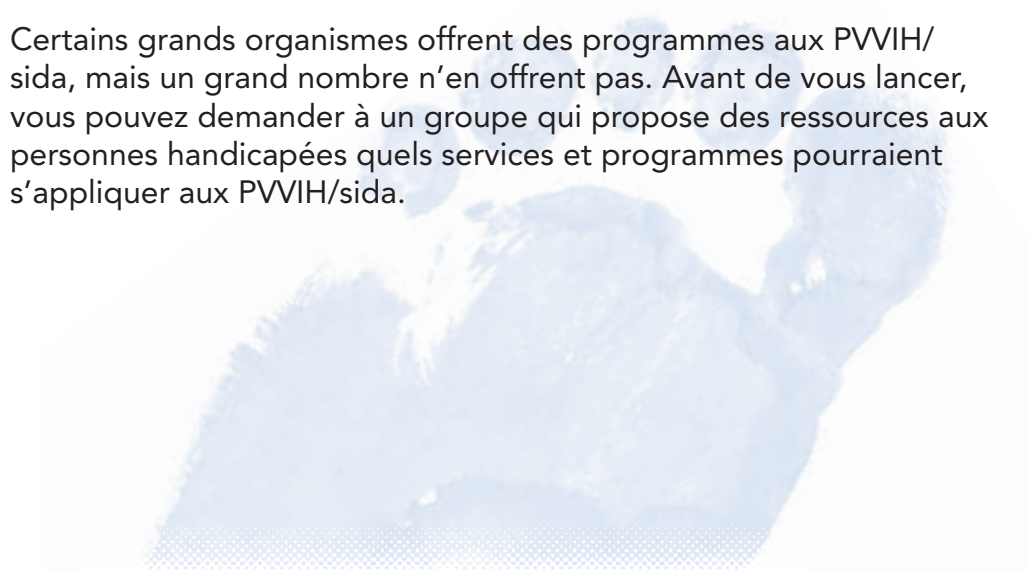 Certains grands organismes offrent des programmes aux PVVIH/
sida, mais un grand nombre n’en offrent pas. Avant de vous lancer,
vous pouvez demander à un groupe qui propose des ressources aux
personnes handicapées quels services et programmes pourraient
s’appliquer aux PVVIH/sida.